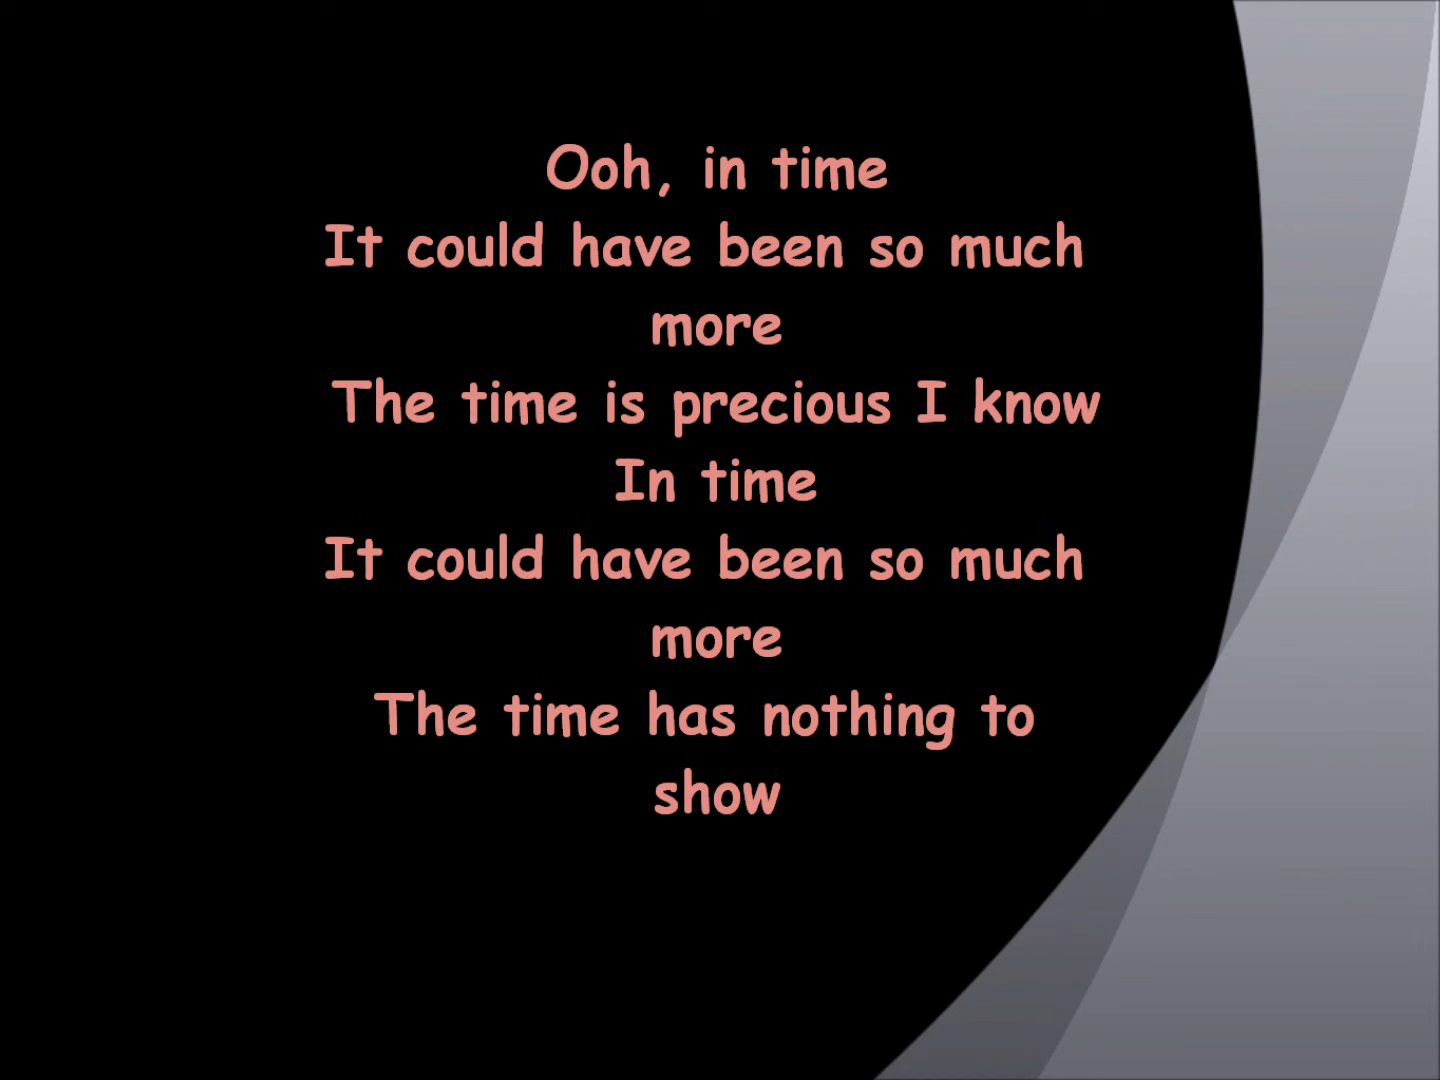 Ooh, in time
It could have been so much
more
The time is precious I know
In time
It could have been so much
more
The time has nothing to
show